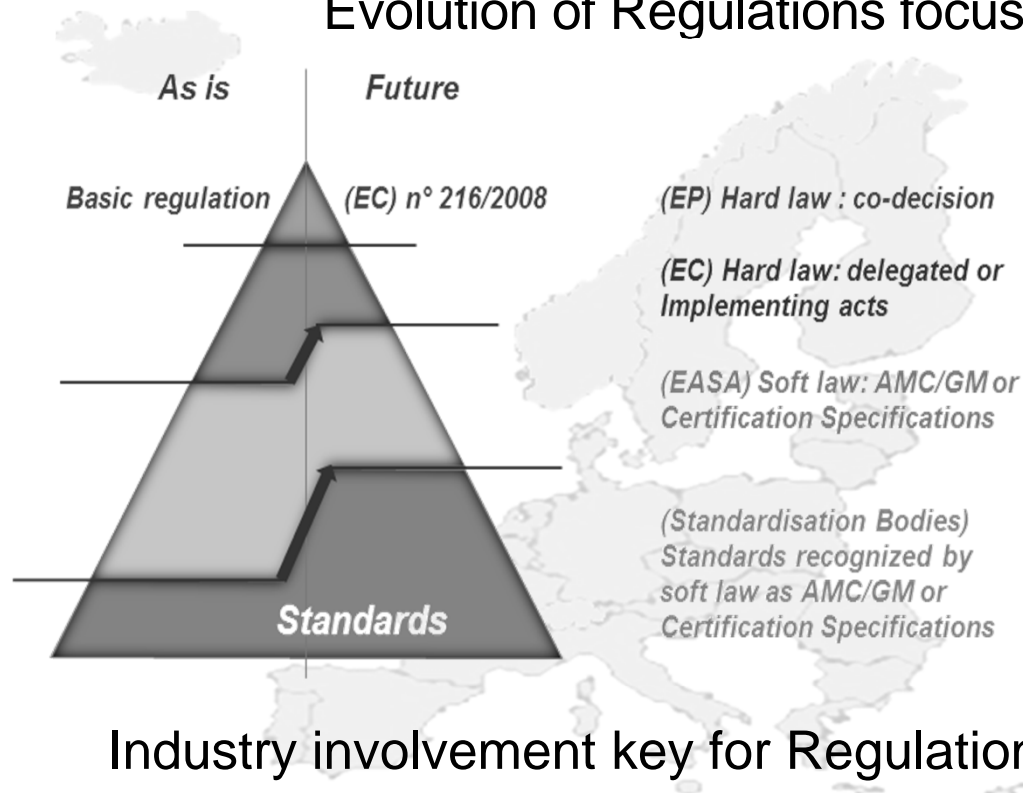 Evolution of Regulations focus
As is
Future
Basic regulation
(EC) n° 216/2008
(EP) Hard law : co-decision
(EC) Hard law: delegated or
Implementing acts
(EASA) Soft law: AMC/GM or
Certification Specifications
(Standardisation Bodies)
Standards recognized by
soft law as AMC/GM or
Certification Specifications
Standards
Industry involvement key for Regulation